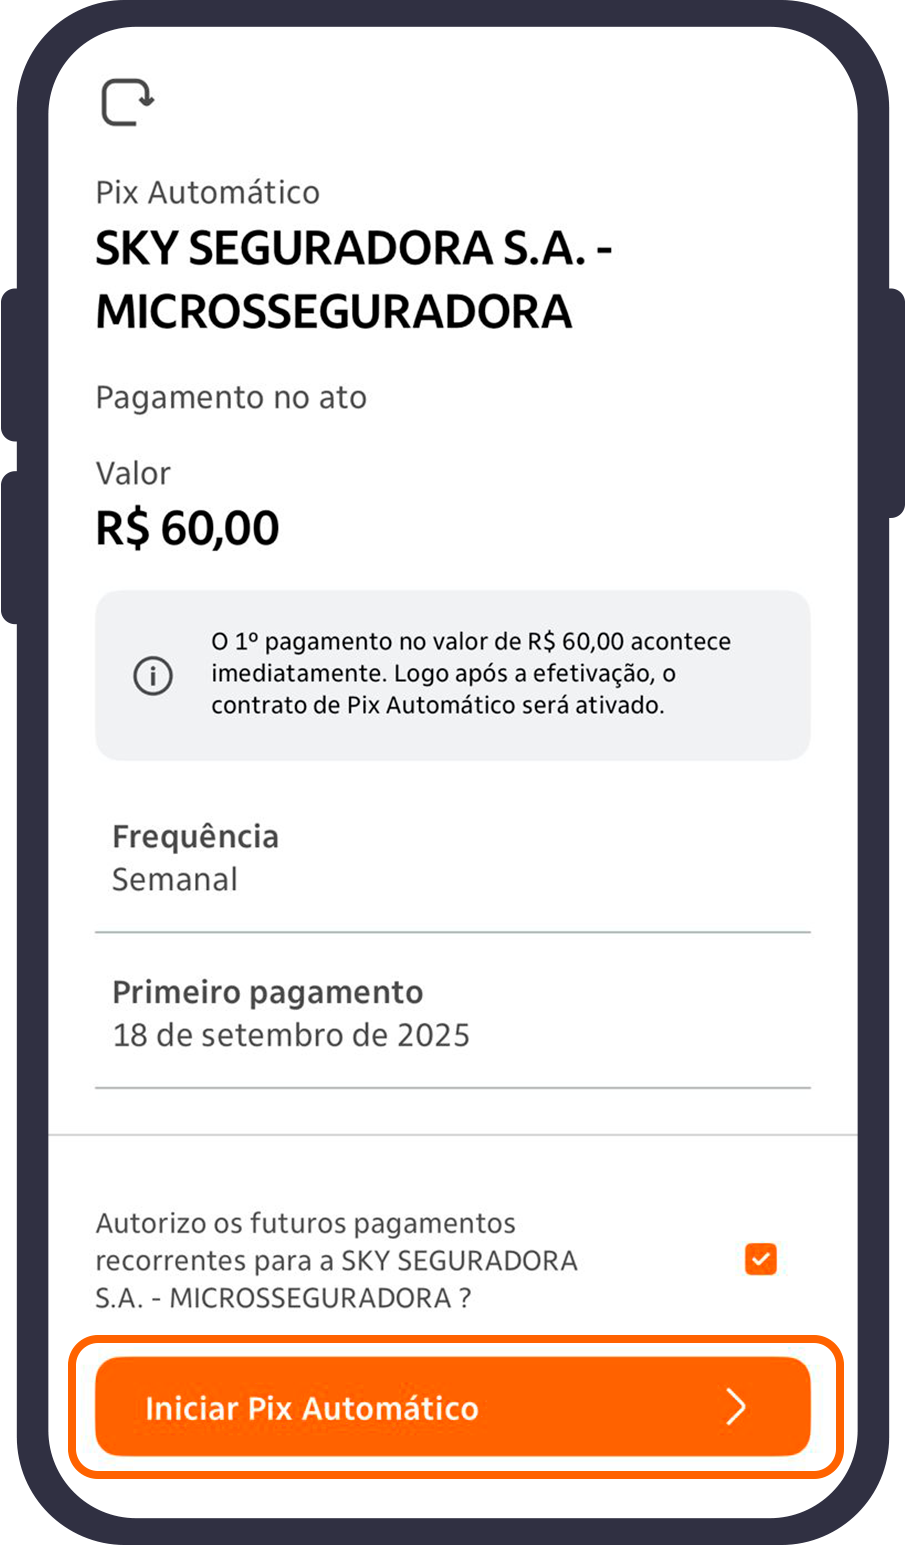 Pix Automático
SKY SEGURADORA S.A. -
MICROSSEGURADORA
Pagamento no ato
Valor
R$ 60,00
O 1º pagamento no valor de R$ 60,00 acontece
imediatamente. Logo após a efetivação, o
contrato de Pix Automático será ativado.
Frequência
Semanal
Primeiro pagamento
18 de setembro de 2025
Autorizo os futuros pagamentos
recorrentes para a SKY SEGURADORA
S.A. - MICROSSEGURADORA ?
Iniciar Pix Automático